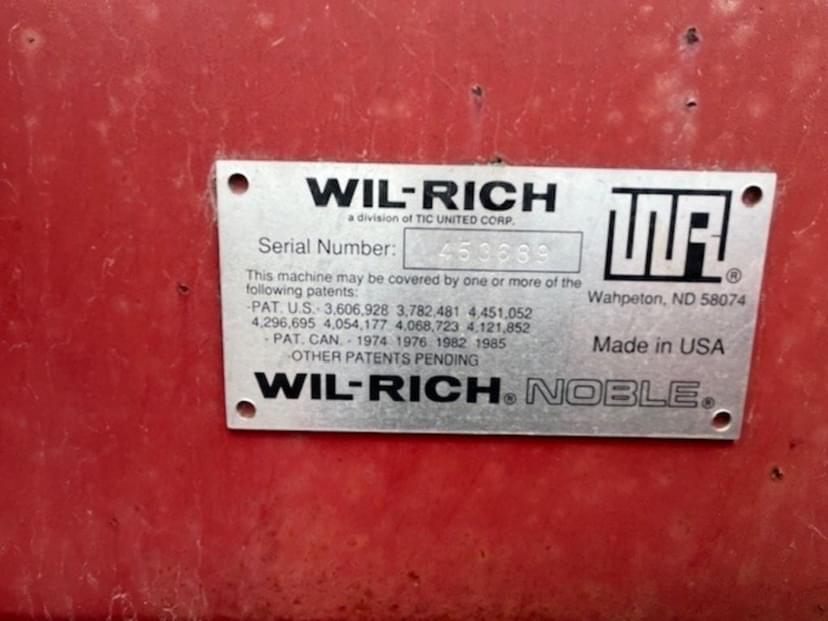 WIL-RICH
a division of TIC UNITED CORP.
Serial Number: 453689
This machine may be covered by one or more of the
following patents:
-PAT. U.S.- 3,606,928 3,782,481 4,451,052
4,296,695 4,054,177 4,068,723 4,121,852
- PAT. CAN. - 1974 1976 1982 1985
-OTHER PATENTS PENDING
WIL-RICH® NOBLE®
WR®
Wahpeton, ND 58074
Made in USA